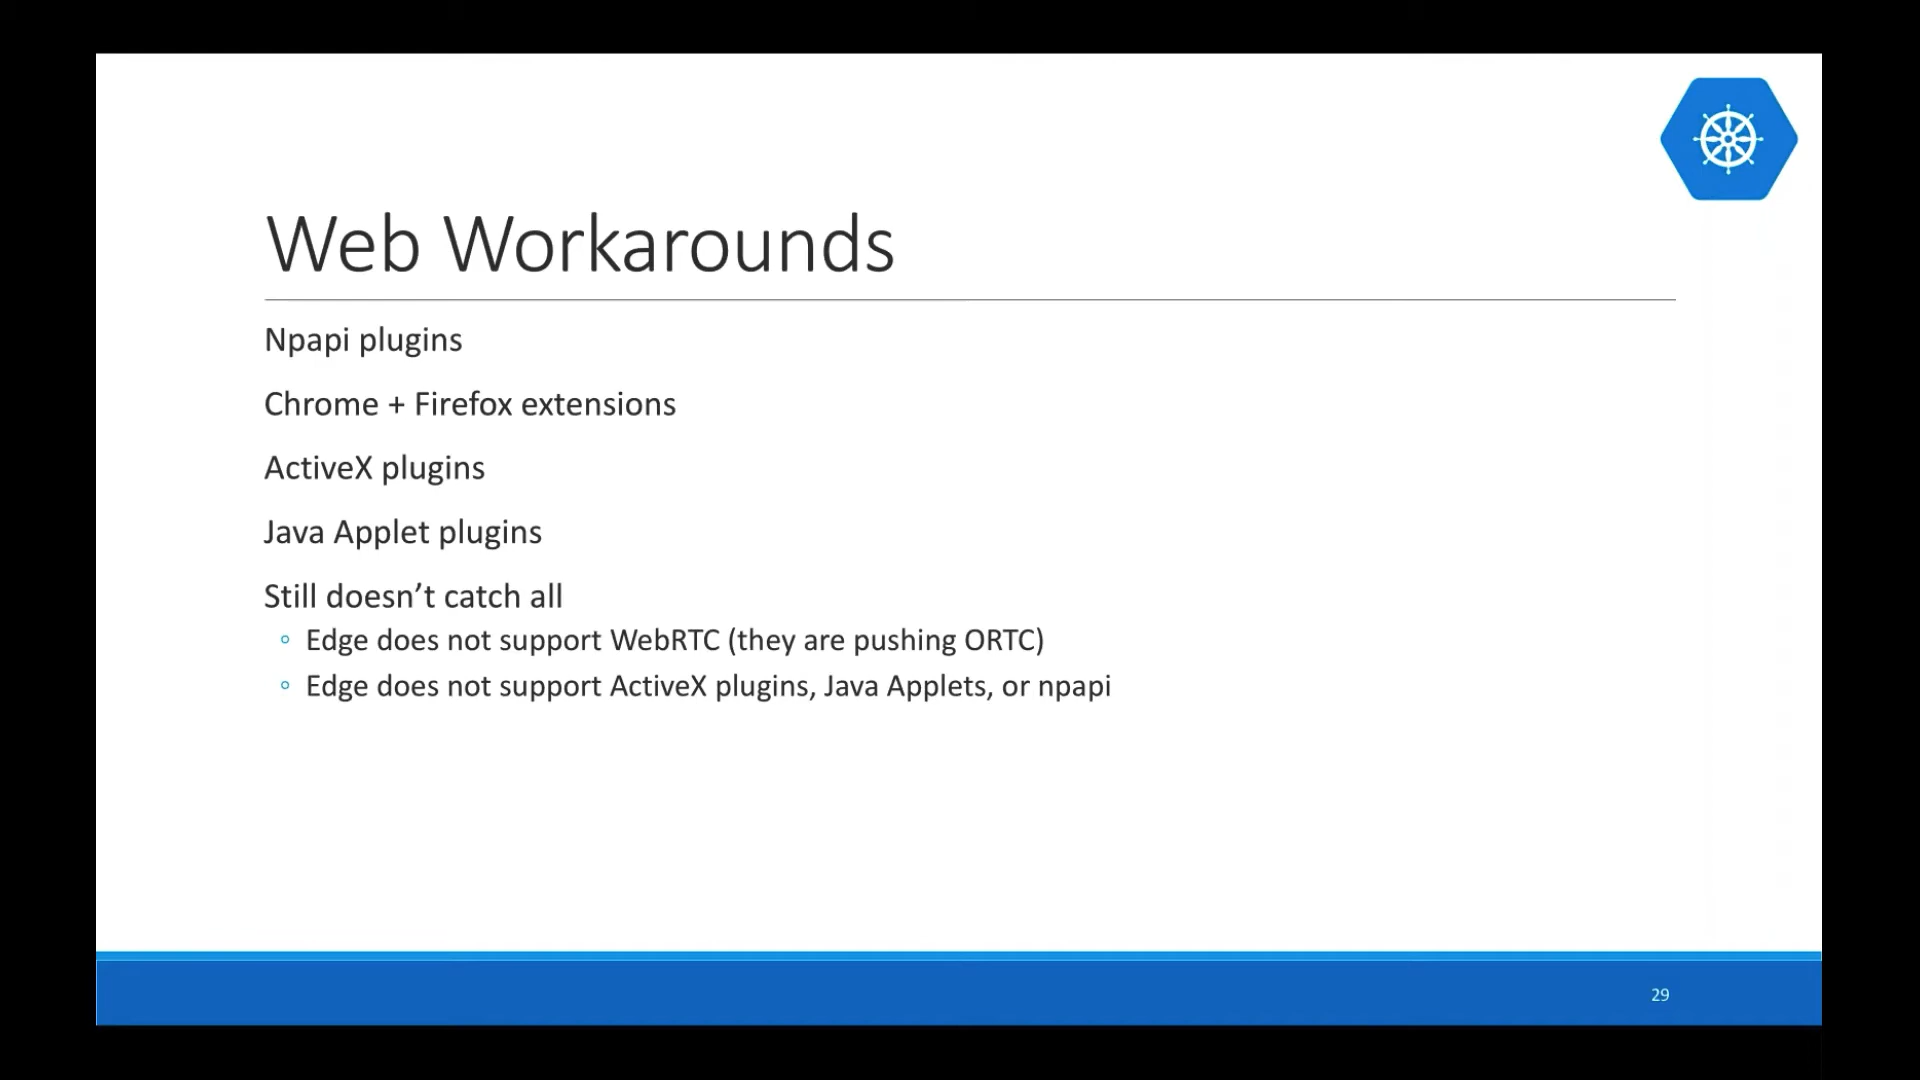 Web Workarounds
Npapi plugins
Chrome + Firefox extensions
ActiveX plugins
Java Applet plugins
Still doesn’t catch all
◦ Edge does not support WebRTC (they are pushing ORTC)
◦ Edge does not support ActiveX plugins, Java Applets, or npapi
29